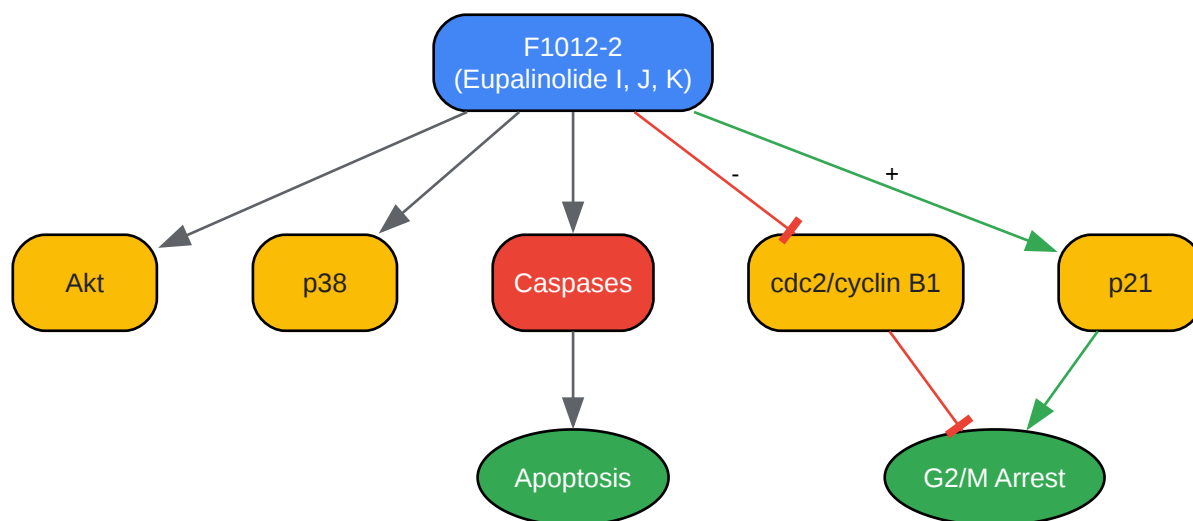 F1012-2
(Eupalinolide I, J, K)
-
+
Akt
p38
Caspases
cdc2/cyclin B1
p21
Apoptosis
G2/M Arrest